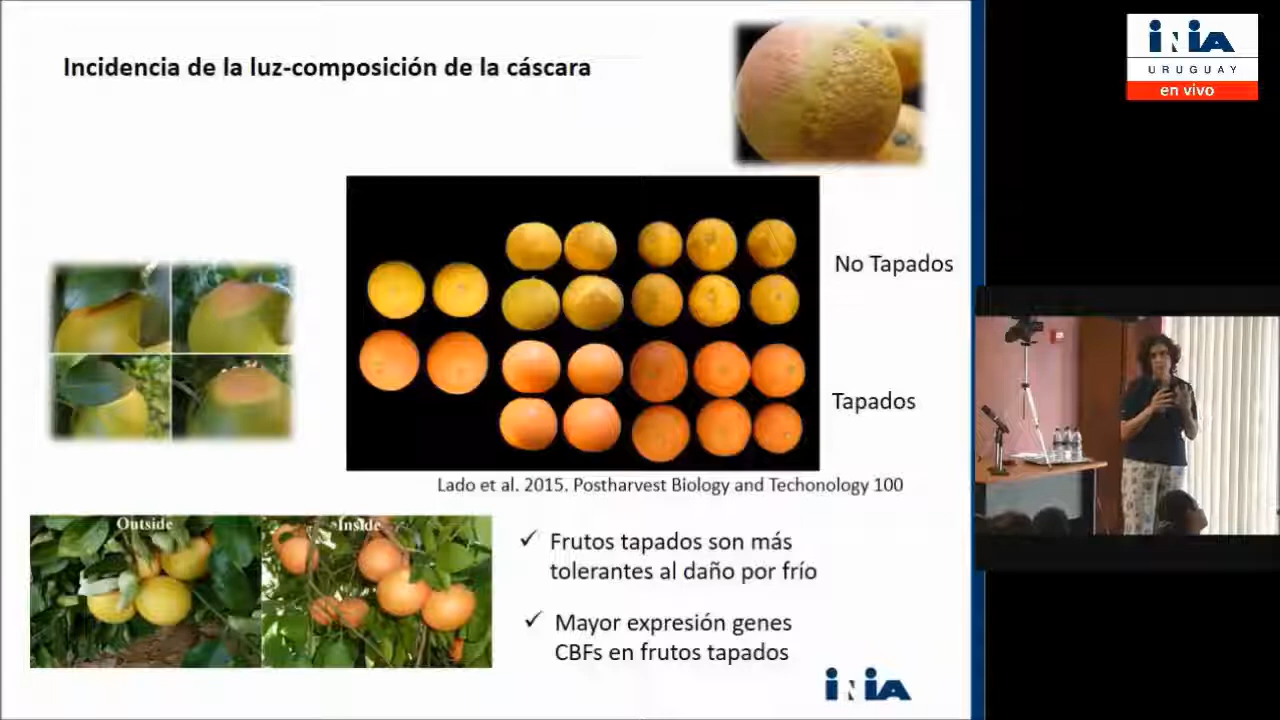 Incidencia de la luz-composición de la cáscara
iNiA
URUGUAY
en vivo
No Tapados
Tapados
Lado et al. 2015. Postharvest Biology and Techonology 100
Outside
Inside
✓ Frutos tapados son más
tolerantes al daño por frío
✓ Mayor expresión genes
CBFs en frutos tapados
iNiA